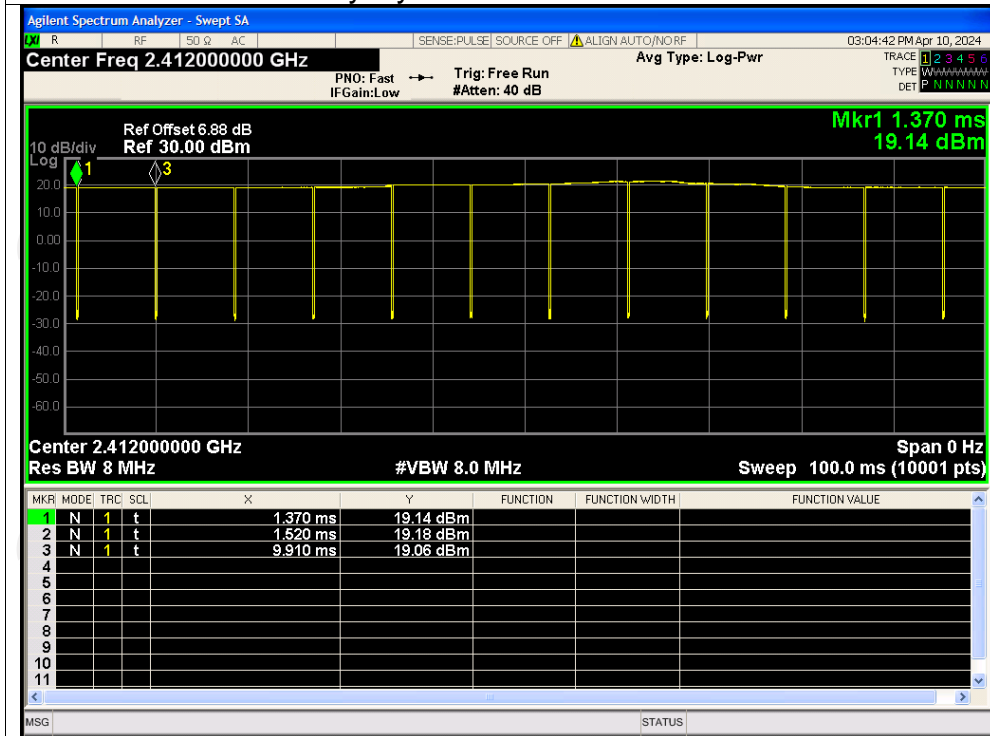 Agilent Spectrum Analyzer - Swept SA
LXI R RF 50 Ω AC SENSE:PULSE SOURCE OFF ALIGN AUTO/NO RF 03:04:42 PM Apr 10, 2024
Center Freq 2.412000000 GHz
PNO: Fast
IFGain:Low
Trig: Free Run
#Atten: 40 dB
Avg Type: Log-Pwr
TRACE 1 2 3 4 5 6
TYPE WWWWWWW
DET P N N N N N
Mkr1 1.370 ms
19.14 dBm
Ref Offset 6.88 dB
10 dB/div Ref 30.00 dBm
Log
1
3
20.0
10.0
0.00
-10.0
-20.0
-30.0
-40.0
-50.0
-60.0
Center 2.412000000 GHz Span 0 Hz
Res BW 8 MHz #VBW 8.0 MHz Sweep 100.0 ms (10001 pts)
MKR MODE TRC SCL X Y FUNCTION FUNCTION WIDTH FUNCTION VALUE
1 N 1 t 1.370 ms 19.14 dBm
2 N 1 t 1.520 ms 19.18 dBm
3 N 1 t 9.910 ms 19.06 dBm
4
5
6
7
8
9
10
11
MSG STATUS